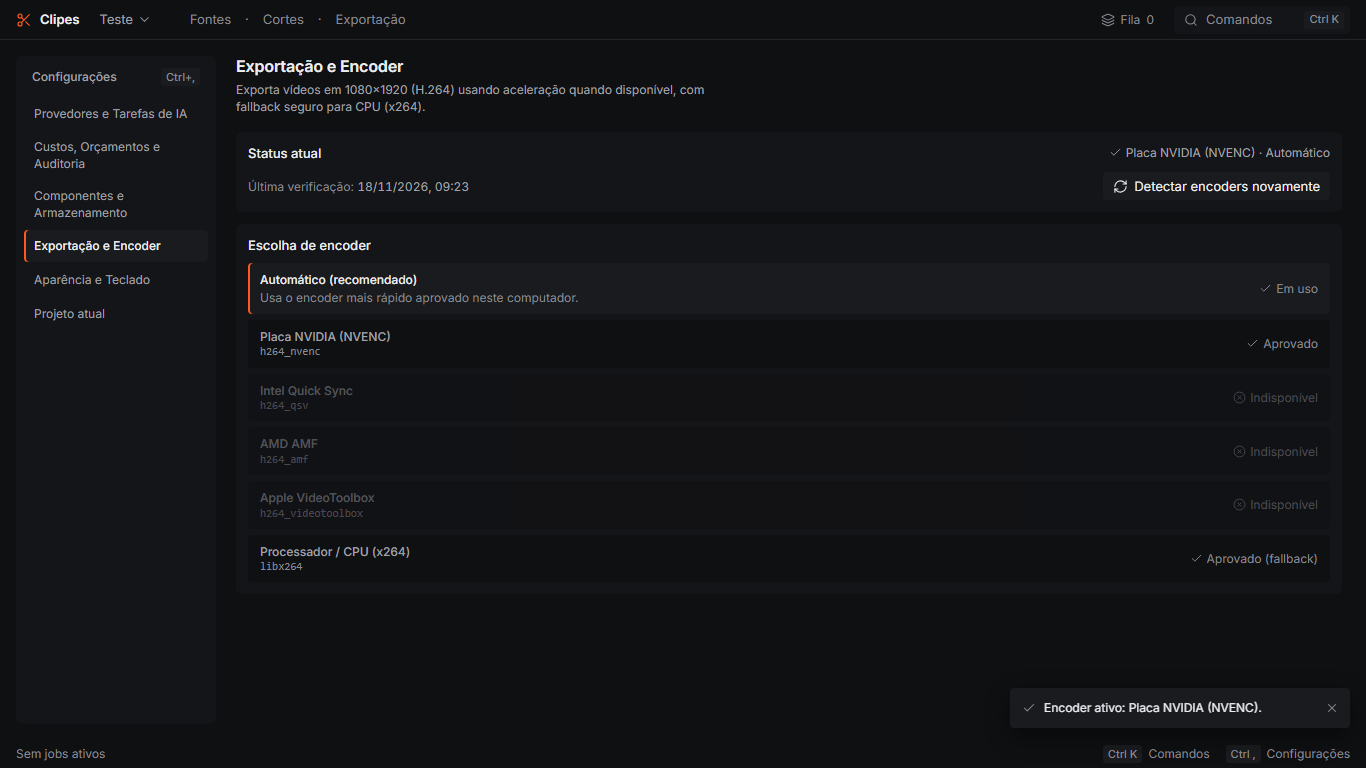 Clipes
Teste
Fontes · Cortes · Exportação
Fila 0
Comandos
Ctrl K
Configurações
Ctrl+,
Provedores e Tarefas de IA
Custos, Orçamentos e
Auditoria
Componentes e
Armazenamento
Exportação e Encoder
Aparência e Teclado
Projeto atual
Exportação e Encoder
Exporta vídeos em 1080×1920 (H.264) usando aceleração quando disponível, com
fallback seguro para CPU (x264).
Status atual
Placa NVIDIA (NVENC) · Automático
Última verificação: 18/11/2026, 09:23
Detectar encoders novamente
Escolha de encoder
Automático (recomendado)
Usa o encoder mais rápido aprovado neste computador.
Em uso
Placa NVIDIA (NVENC)
h264_nvenc
Aprovado
Intel Quick Sync
h264_qsv
Indisponível
AMD AMF
h264_amf
Indisponível
Apple VideoToolbox
h264_videotoolbox
Indisponível
Processador / CPU (x264)
libx264
Aprovado (fallback)
Encoder ativo: Placa NVIDIA (NVENC).
Sem jobs ativos
Ctrl K Comandos
Ctrl , Configurações